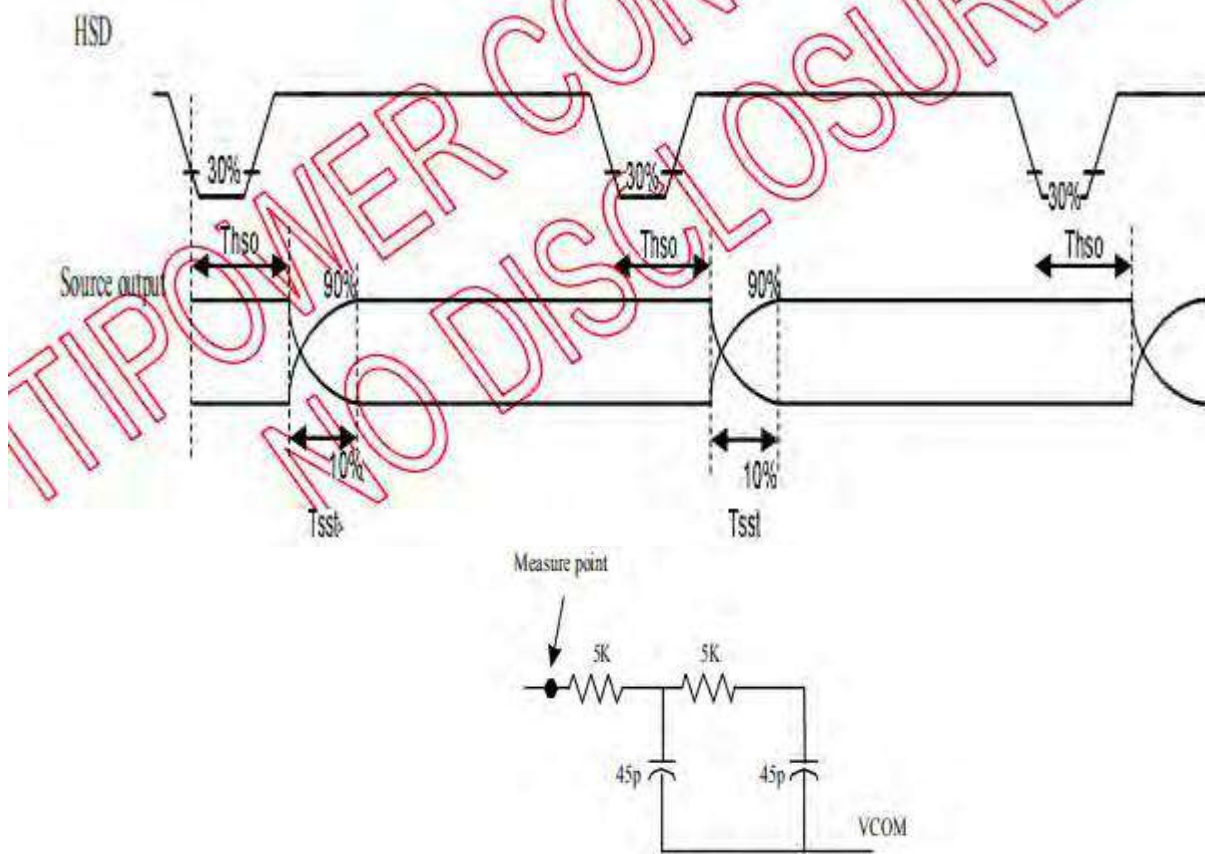 HSD
30%
30%
30%
Thso
Thso
Thso
Source output
90%
90%
10%
10%
Tsst
Tsst
TIPOWER CON
NO DISCLOSURE
Measure point
5K
5K
45p
45p
VCOM